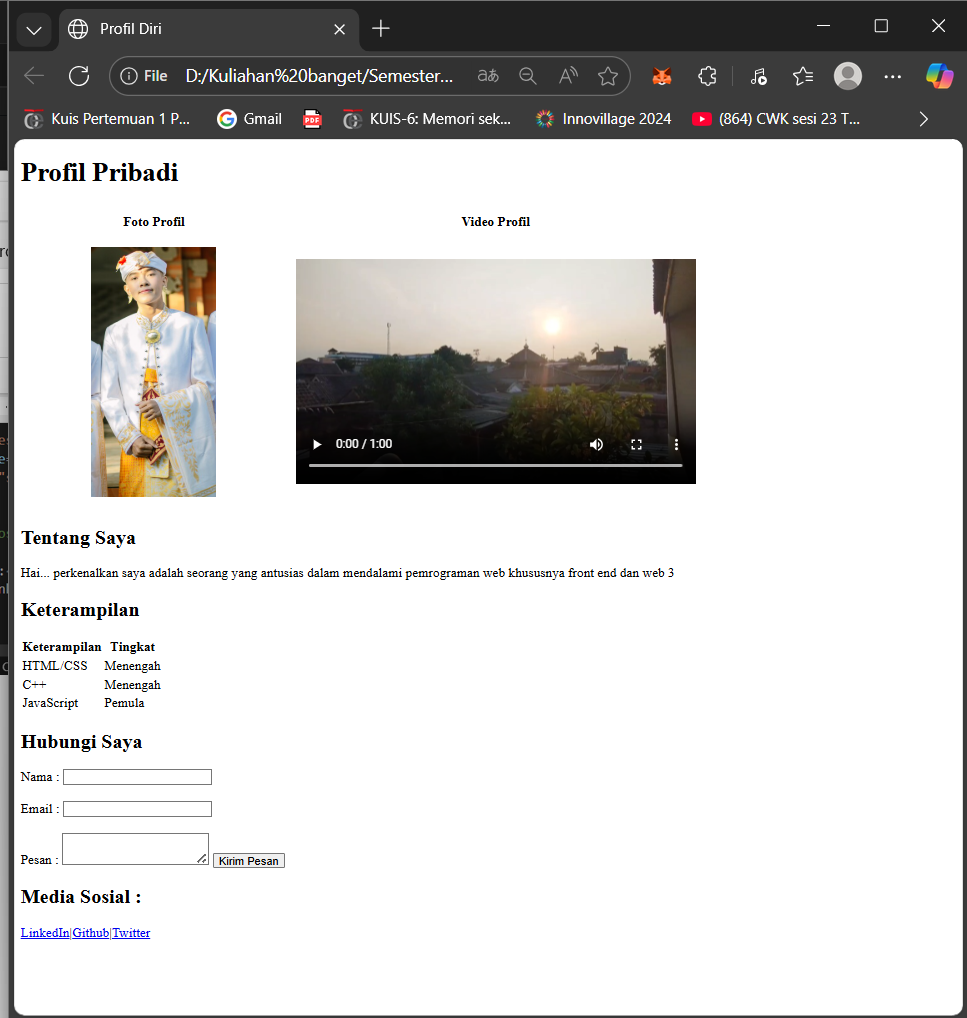 Profil Diri
File D:/Kuliahan%20banget/Semester...
Kuis Pertemuan 1 P... Gmail PDF KUIS-6: Memori sek... Innovillage 2024 (864) CWK sesi 23 T...
Profil Pribadi
Foto Profil Video Profil
0:00 / 1:00
Tentang Saya
Hai... perkenalkan saya adalah seorang yang antusias dalam mendalami pemrograman web khususnya front end dan web 3
Keterampilan
Keterampilan Tingkat
HTML/CSS Menengah
C++ Menengah
JavaScript Pemula
Hubungi Saya
Nama :
Email :
Pesan : Kirim Pesan
Media Sosial :
LinkedIn|Github|Twitter